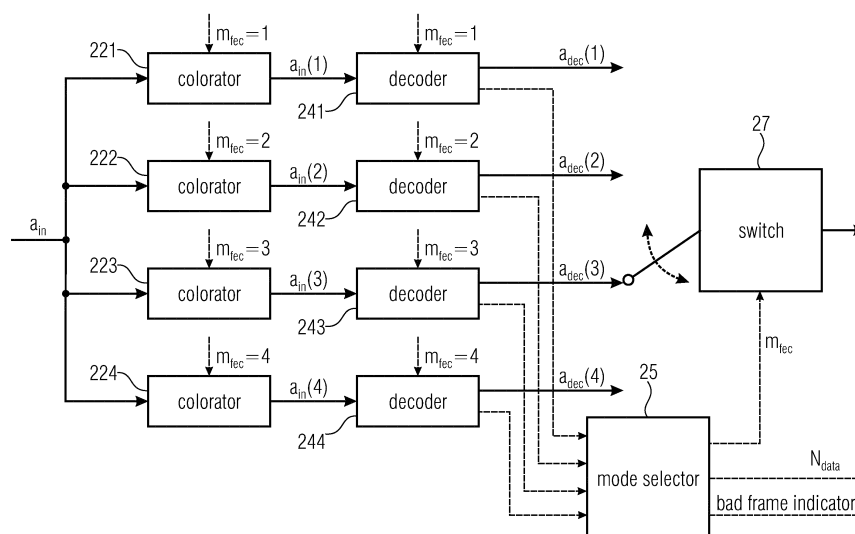 m_fec=1 m_fec=1
221 colorator a_in(1) decoder a_dec(1)
241
m_fec=2 m_fec=2
222 colorator a_in(2) decoder a_dec(2) 27
242
a_in switch
m_fec=3 m_fec=3
223 colorator a_in(3) decoder a_dec(3)
243
m_fec
m_fec=4 m_fec=4
224 colorator a_in(4) decoder a_dec(4) 25
244
mode selector N_data
bad frame indicator